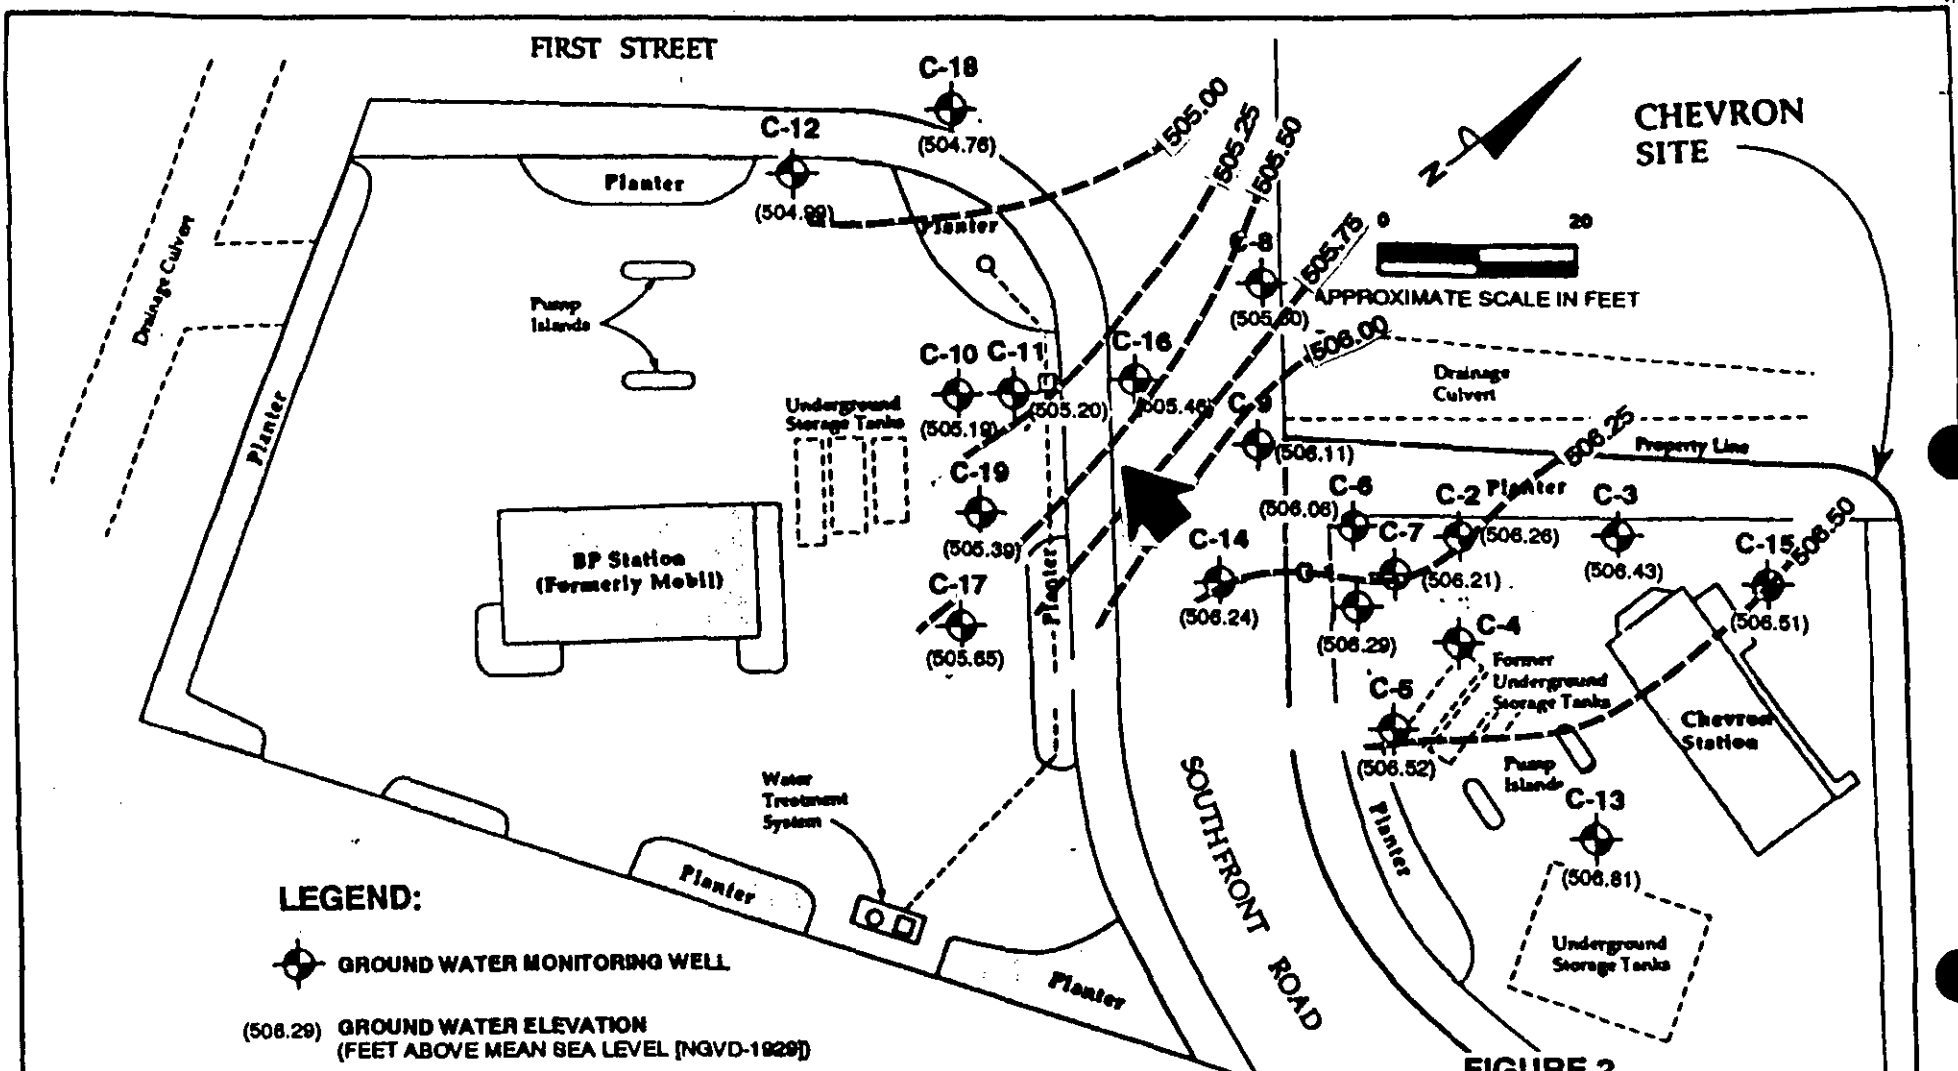 FIRST STREET
C-18
(504.76)
C-12
(504.99)
Planter
Planter
505.00
505.25
505.50
505.75
506.00
506.25
506.50
N
CHEVRON
SITE
0 20
APPROXIMATE SCALE IN FEET
Drainage Culvert
Pump
Islands
C-8
C-10
(505.19)
C-11
(505.20)
C-16
(505.46)
C-9
(506.11)
Drainage
Culvert
Property Line
Planter
Underground
Storage Tanks
Planter
C-19
(505.39)
C-6
(506.06)
C-2
(506.26)
C-3
(506.43)
C-7
(506.21)
C-14
(506.24)
(506.29)
C-15
(506.51)
BP Station
(Formerly Mobil)
C-17
(505.65)
Planter
C-4
Former
Underground
Storage Tanks
C-5
(506.52)
Chevron
Station
Pump
Islands
C-13
(506.81)
Planter
Water
Treatment
System
SOUTHFRONT ROAD
Underground
Storage Tanks
Planter
Planter
LEGEND:
GROUND WATER MONITORING WELL
(506.29) GROUND WATER ELEVATION
(FEET ABOVE MEAN SEA LEVEL [NGVD-1929])
FIGURE 2